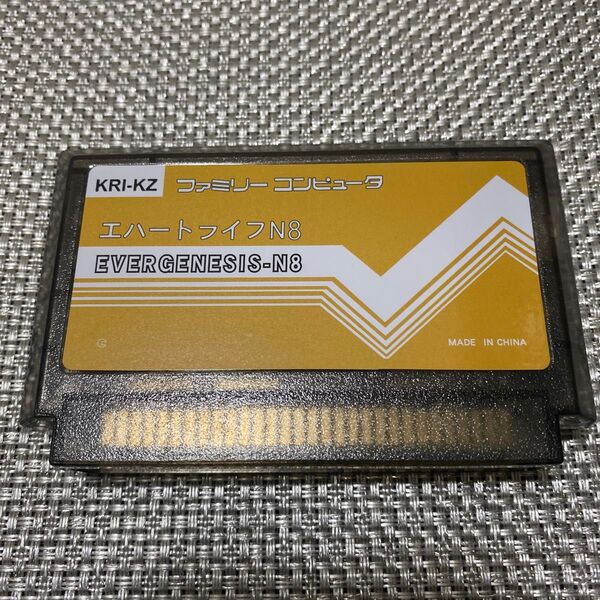 KRI-KZ ファミリー コンピュータ
エハートライフN8
EVERGENESIS-N8
©
MADE IN CHINA